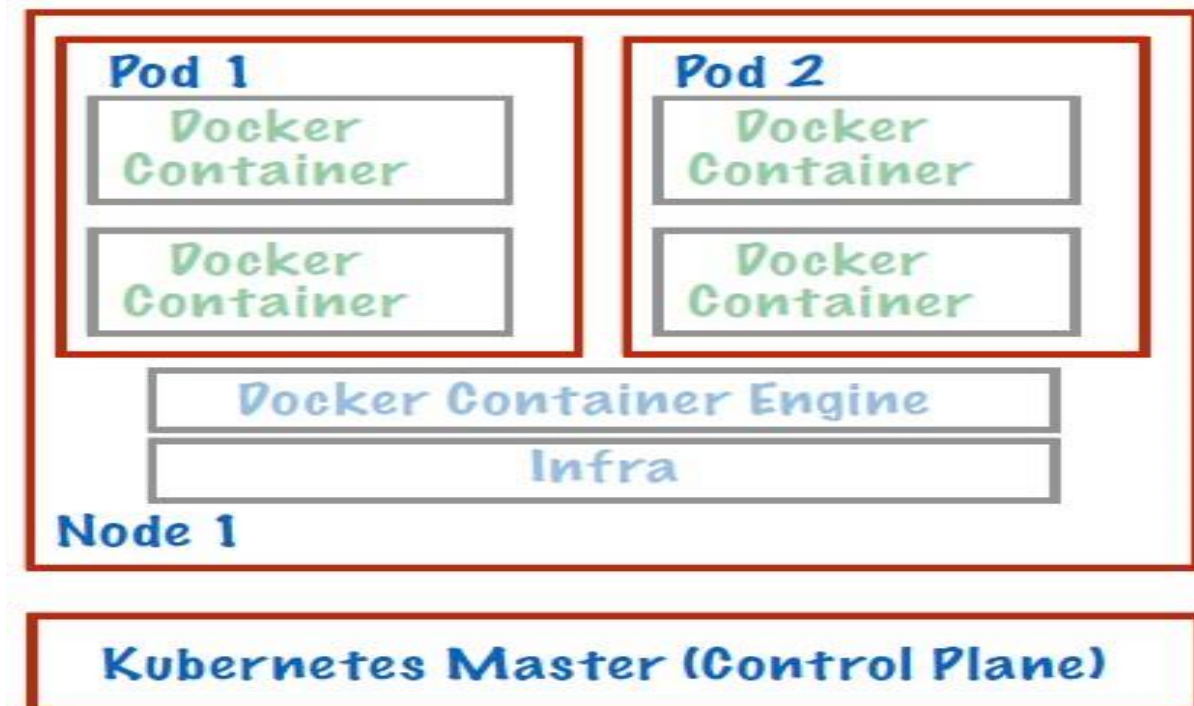 Pod 1
Docker
Container
Docker
Container
Pod 2
Docker
Container
Docker
Container
Docker Container Engine
Infra
Node 1
Kubernetes Master (Control Plane)